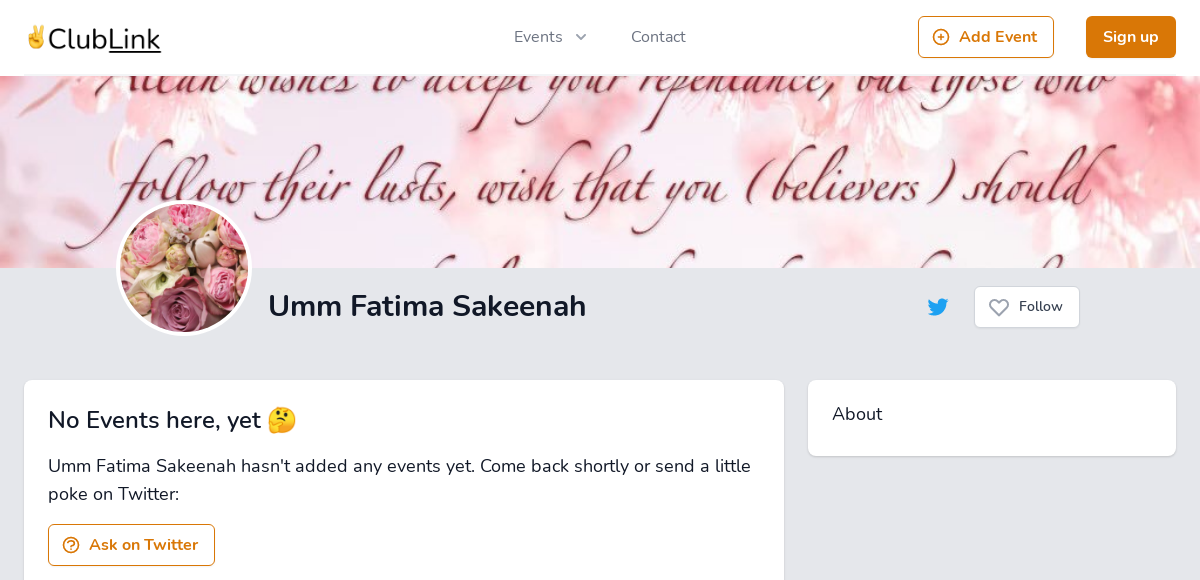 ✌ClubLink
Events
Contact
Add Event
Sign up
Allah wishes to accept your repentance, but those who
follow their lusts, wish that you (believers) should
Umm Fatima Sakeenah
Follow
No Events here, yet 🤔
Umm Fatima Sakeenah hasn't added any events yet. Come back shortly or send a little
poke on Twitter:
Ask on Twitter
About